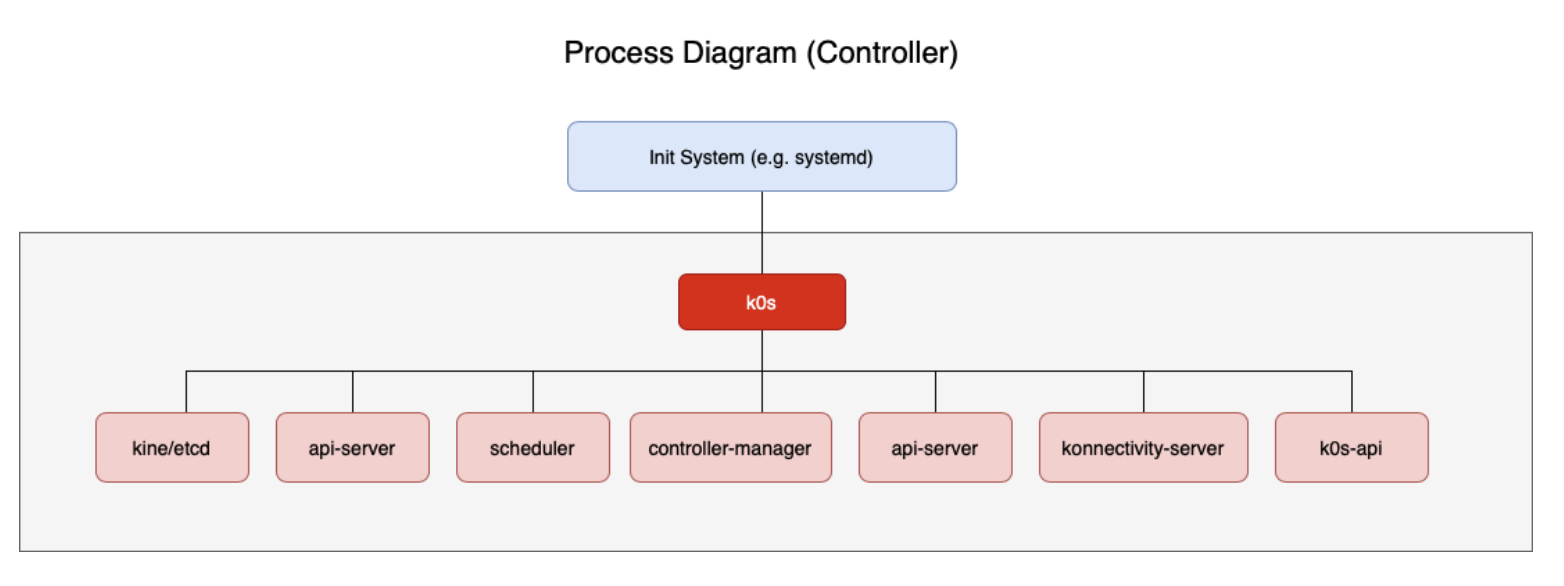 Process Diagram (Controller)
Init System (e.g. systemd)
k0s
kine/etcd
api-server
scheduler
controller-manager
api-server
konnectivity-server
k0s-api